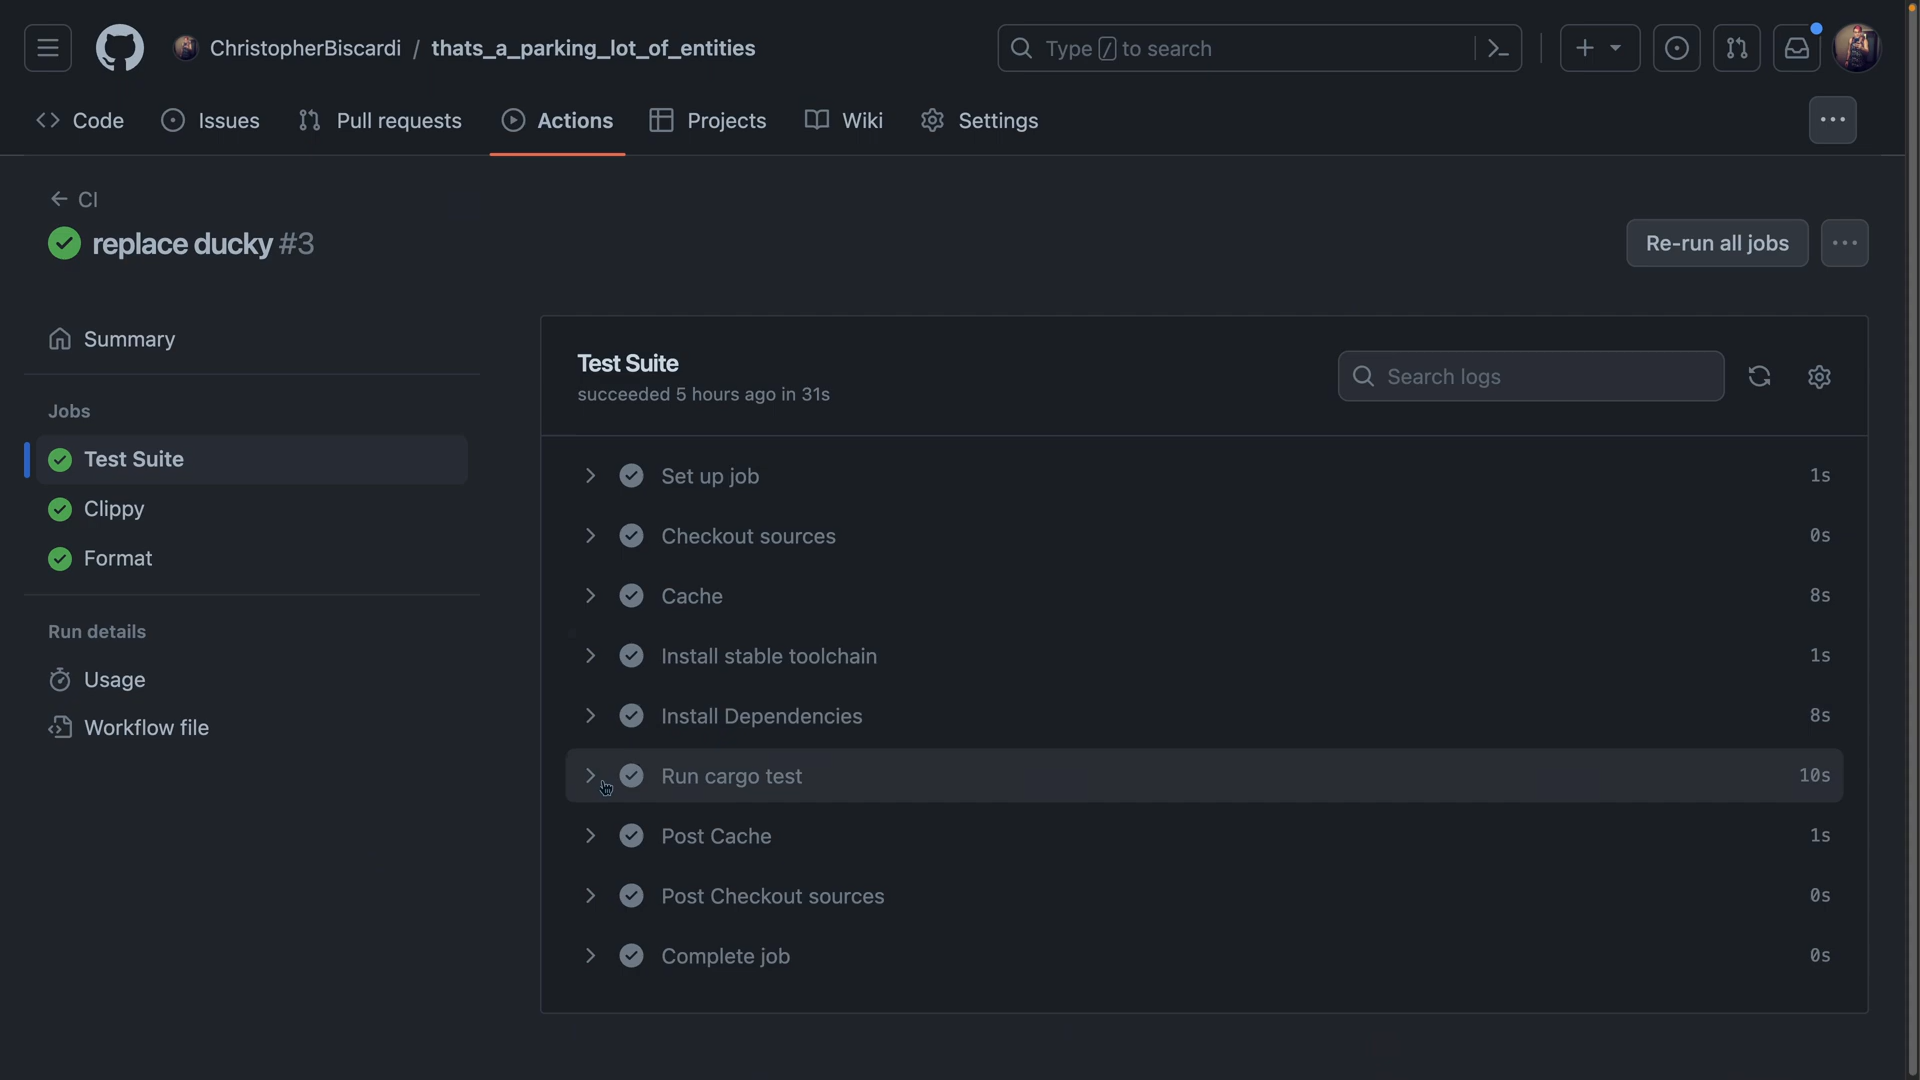 ChristopherBiscardi / thats_a_parking_lot_of_entities
Type / to search
Code
Issues
Pull requests
Actions
Projects
Wiki
Settings
CI
replace ducky #3
Re-run all jobs
Summary
Jobs
Test Suite
Clippy
Format
Run details
Usage
Workflow file
Test Suite
succeeded 5 hours ago in 31s
Search logs
Set up job 1s
Checkout sources 0s
Cache 8s
Install stable toolchain 1s
Install Dependencies 8s
Run cargo test 10s
Post Cache 1s
Post Checkout sources 0s
Complete job 0s